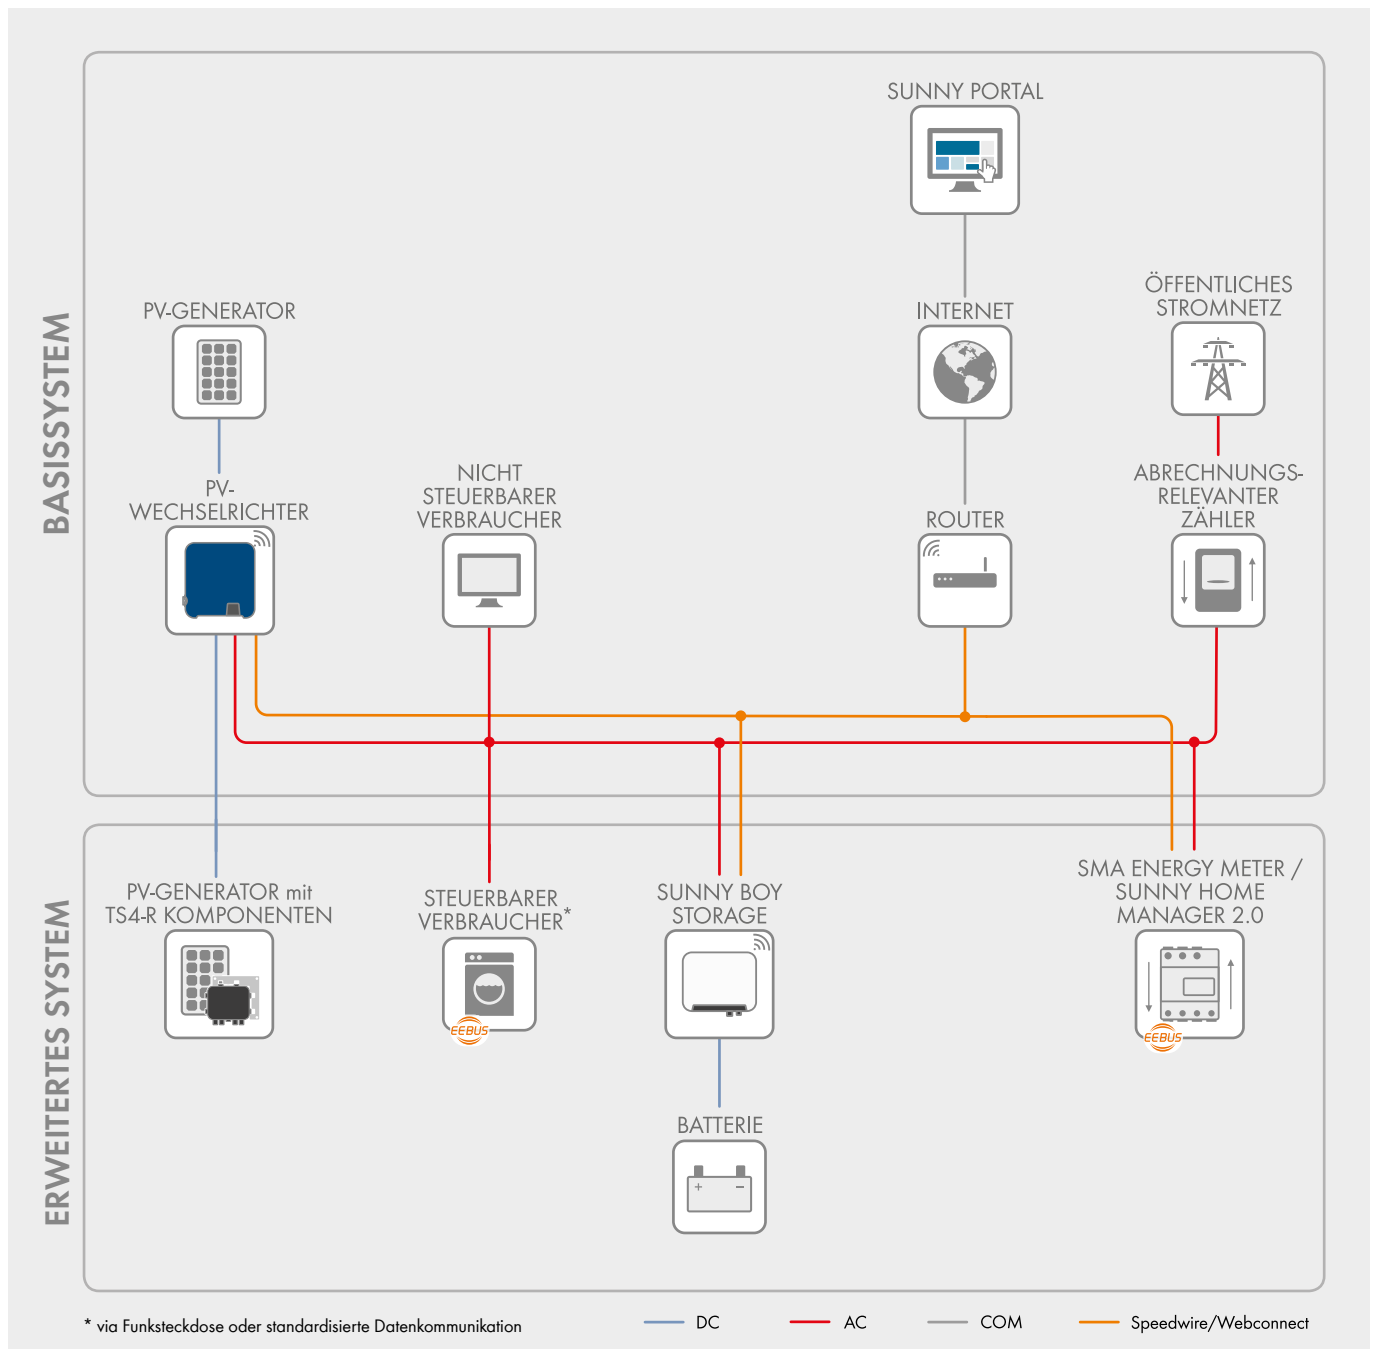 BASISSYSTEM
SUNNY PORTAL
PV-GENERATOR
INTERNET
ÖFFENTLICHES
STROMNETZ
PV-
WECHSELRICHTER
NICHT
STEUERBARER
VERBRAUCHER
ROUTER
ABRECHNUNGS-
RELEVANTER
ZÄHLER
ERWEITERTES SYSTEM
PV-GENERATOR mit
TS4-R KOMPONENTEN
STEUERBARER
VERBRAUCHER*
EEBUS
SUNNY BOY
STORAGE
SMA ENERGY METER /
SUNNY HOME
MANAGER 2.0
EEBUS
BATTERIE
+ –
* via Funksteckdose oder standardisierte Datenkommunikation
DC
AC
COM
Speedwire/Webconnect